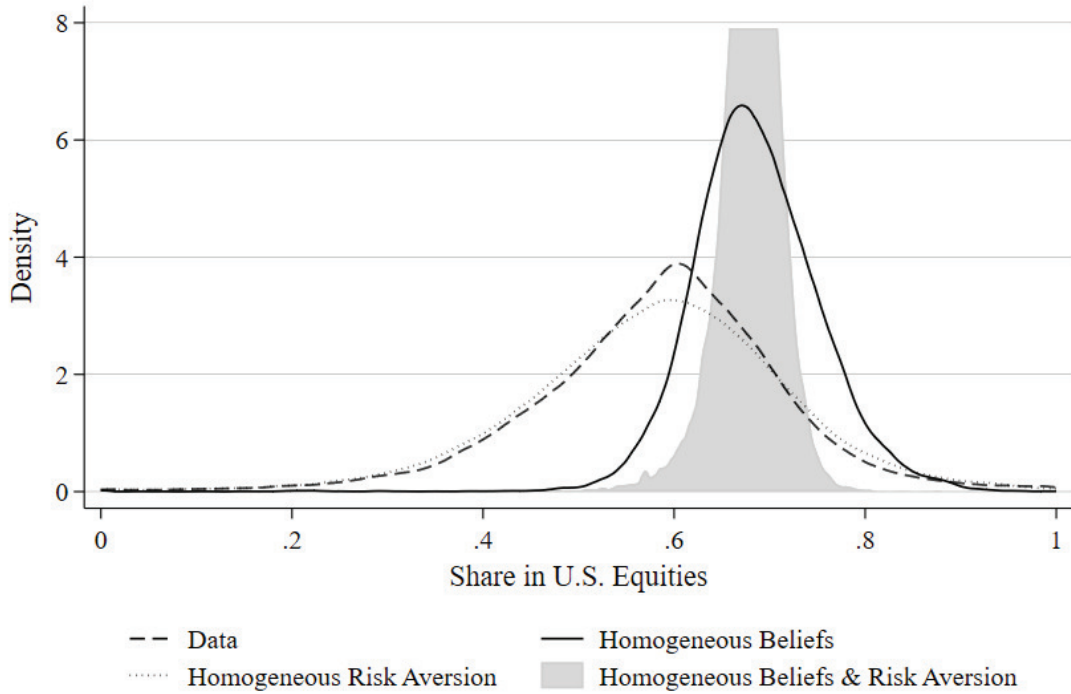 8
6
4
2
0
Density
0
.2
.4
.6
.8
1
Share in U.S. Equities
Data
Homogeneous Beliefs
Homogeneous Risk Aversion
Homogeneous Beliefs & Risk Aversion